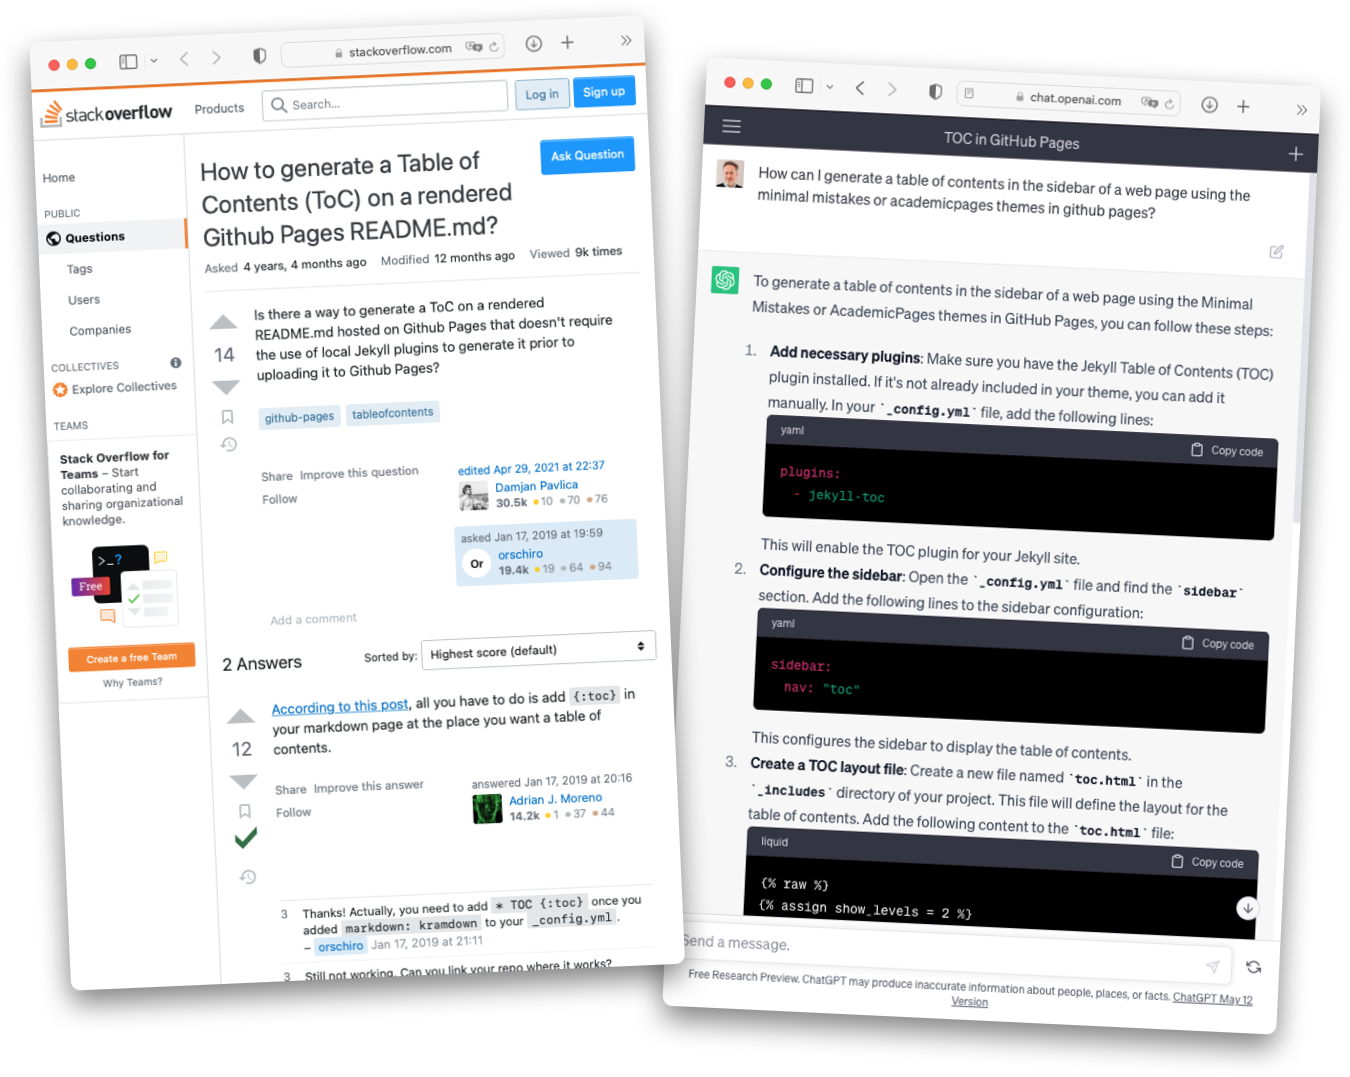 stackoverflow.com
stackoverflow
Products
Search...
Log in
Sign up
Home
PUBLIC
Questions
Tags
Users
Companies
COLLECTIVES
Explore Collectives
TEAMS
Stack Overflow for
Teams – Start
collaborating and
sharing organizational
knowledge.
>_?
Free
Create a free Team
Why Teams?
How to generate a Table of
Contents (ToC) on a rendered
Github Pages README.md?
Ask Question
Asked 4 years, 4 months ago Modified 12 months ago Viewed 9k times
14
Is there a way to generate a ToC on a rendered
README.md hosted on Github Pages that doesn't require
the use of local Jekyll plugins to generate it prior to
uploading it to Github Pages?
github-pages tableofcontents
Share Improve this question
Follow
edited Apr 29, 2021 at 22:37
Damjan Pavlica
30.5k 10 70 76
asked Jan 17, 2019 at 19:59
Or
orschiro
19.4k 19 64 94
Add a comment
2 Answers
Sorted by:
Highest score (default)
12
According to this post, all you have to do is add {:toc} in
your markdown page at the place you want a table of
contents.
Share Improve this answer
Follow
answered Jan 17, 2019 at 20:16
Adrian J. Moreno
14.2k 1 37 44
3 Thanks! Actually, you need to add * TOC {:toc} once you
added markdown: kramdown to your _config.yml .
– orschiro Jan 17, 2019 at 21:11
3 Still not working. Can you link your repo where it works?
chat.openai.com
TOC in GitHub Pages
How can I generate a table of contents in the sidebar of a web page using the
minimal mistakes or academicpages themes in github pages?
To generate a table of contents in the sidebar of a web page using the Minimal
Mistakes or AcademicPages themes in GitHub Pages, you can follow these steps:
1. Add necessary plugins: Make sure you have the Jekyll Table of Contents (TOC)
plugin installed. If it's not already included in your theme, you can add it
manually. In your `_config.yml` file, add the following lines:
yaml
Copy code
plugins:
- jekyll-toc
This will enable the TOC plugin for your Jekyll site.
2. Configure the sidebar: Open the `_config.yml` file and find the `sidebar`
section. Add the following lines to the sidebar configuration:
yaml
Copy code
sidebar:
nav: "toc"
This configures the sidebar to display the table of contents.
3. Create a TOC layout file: Create a new file named `toc.html` in the
`_includes` directory of your project. This file will define the layout for the
table of contents. Add the following content to the `toc.html` file:
liquid
Copy code
{% raw %}
{% assign show_levels = 2 %}
Send a message.
Free Research Preview. ChatGPT may produce inaccurate information about people, places, or facts. ChatGPT May 12
Version